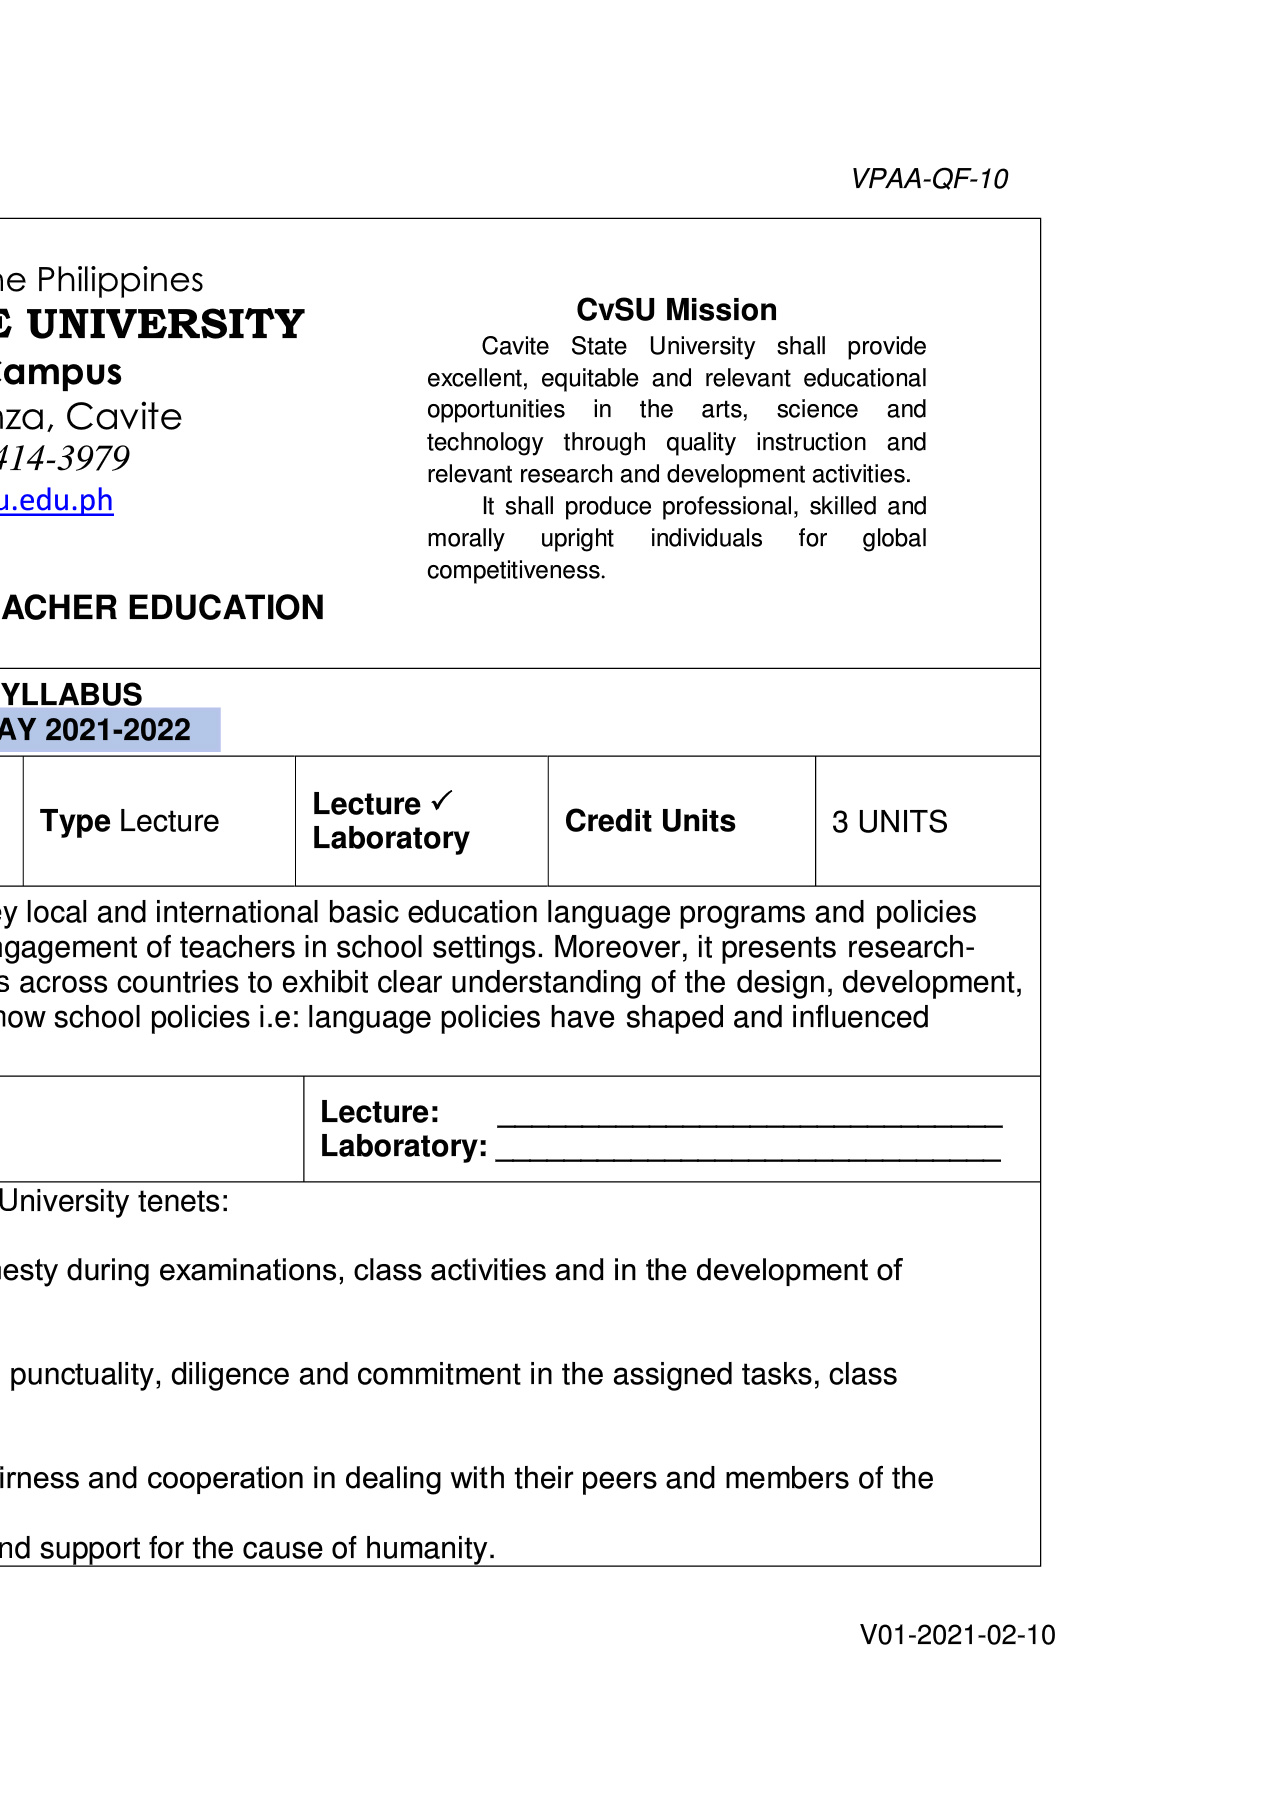 VPAA-QF-10
he Philippines
E UNIVERSITY
Campus
nza, Cavite
414-3979
u.edu.ph
ACHER EDUCATION
CvSU Mission
Cavite State University shall provide
excellent, equitable and relevant educational
opportunities in the arts, science and
technology through quality instruction and
relevant research and development activities.
It shall produce professional, skilled and
morally upright individuals for global
competitiveness.
YLLABUS
AY 2021-2022
Type Lecture
Lecture ✓
Laboratory
Credit Units
3 UNITS
ey local and international basic education language programs and policies
ngagement of teachers in school settings. Moreover, it presents research-
s across countries to exhibit clear understanding of the design, development,
how school policies i.e: language policies have shaped and influenced
Lecture: ______________________________
Laboratory: ______________________________
University tenets:
nesty during examinations, class activities and in the development of
punctuality, diligence and commitment in the assigned tasks, class
irness and cooperation in dealing with their peers and members of the
nd support for the cause of humanity.
V01-2021-02-10